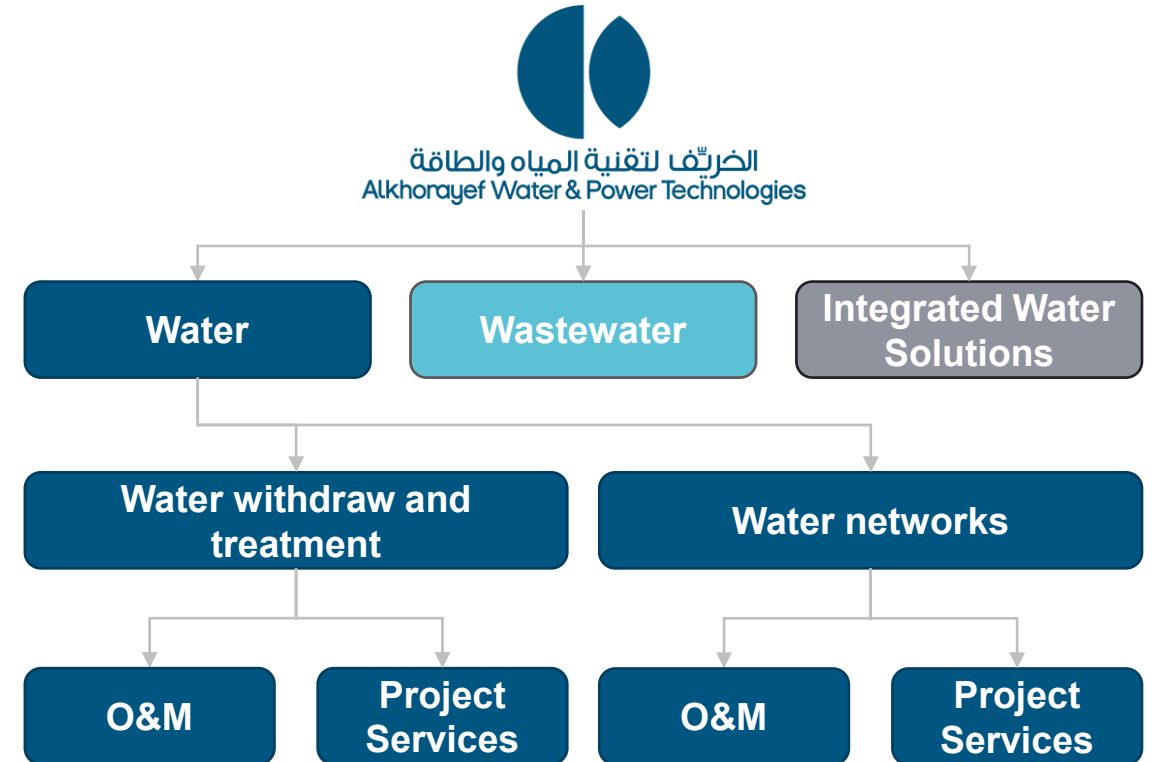 الخريّف لتقنية المياه والطاقة
Alkhorayef Water & Power Technologies
Water
Wastewater
Integrated Water
Solutions
Water withdraw and
treatment
Water networks
O&M
Project
Services
O&M
Project
Services